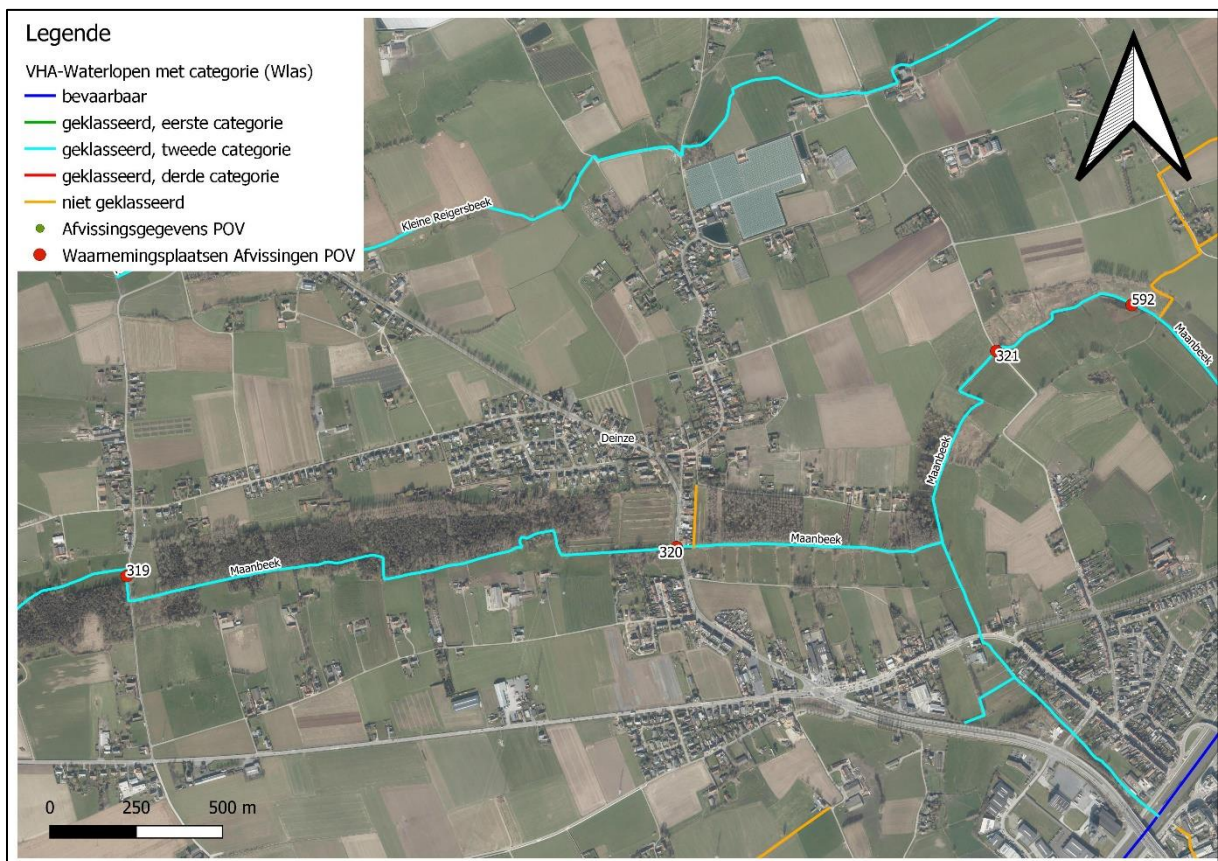 Legende
VHA-Waterlopen met categorie (Wlas)
bevaarbaar
geklasseerd, eerste categorie
geklasseerd, tweede categorie
geklasseerd, derde categorie
niet geklasseerd
Afvissingsgegevens POV
Waarnemingsplaatsen Afvissingen POV
Kleine Reigersbeek
592
Maanbeek
321
Deinze
Maanbeek
320
Maanbeek
319
Maanbeek
0 250 500 m